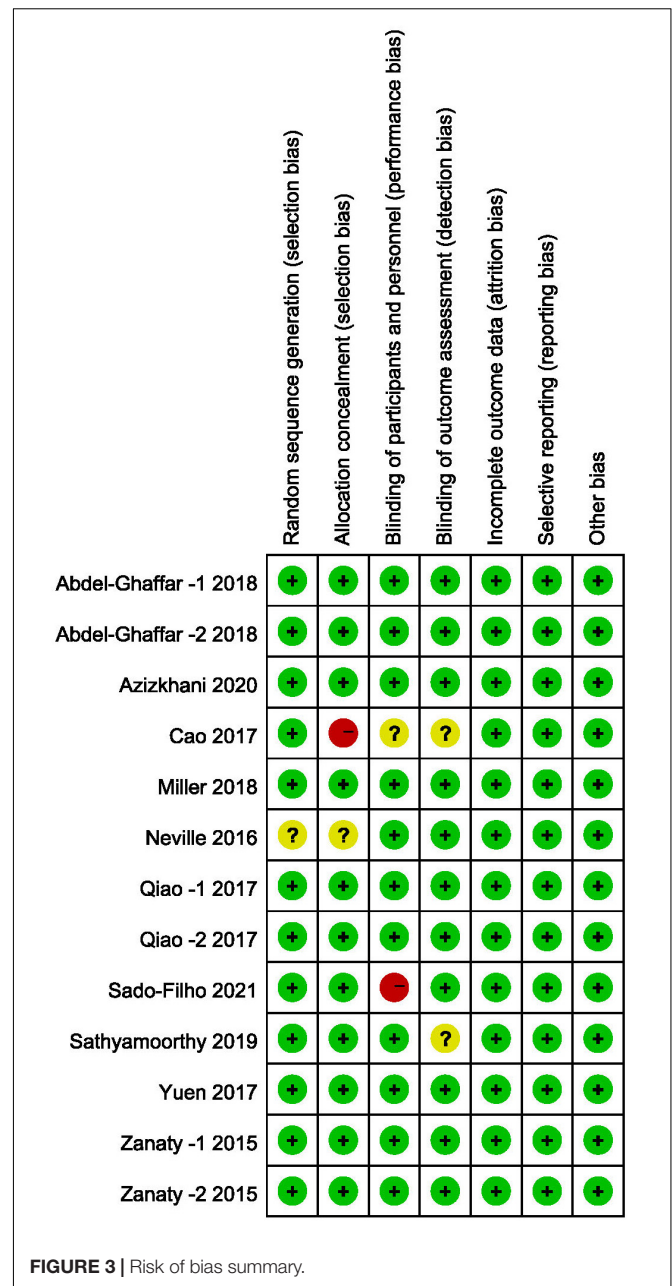 Random sequence generation (selection bias)
Allocation concealment (selection bias)
Blinding of participants and personnel (performance bias)
Blinding of outcome assessment (detection bias)
Incomplete outcome data (attrition bias)
Selective reporting (reporting bias)
Other bias
Abdel-Ghaffar -1 2018 + + + + + + +
Abdel-Ghaffar -2 2018 + + + + + + +
Azizkhani 2020 + + + + + + +
Cao 2017 + − ? ? + + +
Miller 2018 + + + + + + +
Neville 2016 ? ? + + + + +
Qiao -1 2017 + + + + + + +
Qiao -2 2017 + + + + + + +
Sado-Filho 2021 + + − + + + +
Sathyamoorthy 2019 + + + ? + + +
Yuen 2017 + + + + + + +
Zanaty -1 2015 + + + + + + +
Zanaty -2 2015 + + + + + + +
FIGURE 3 | Risk of bias summary.